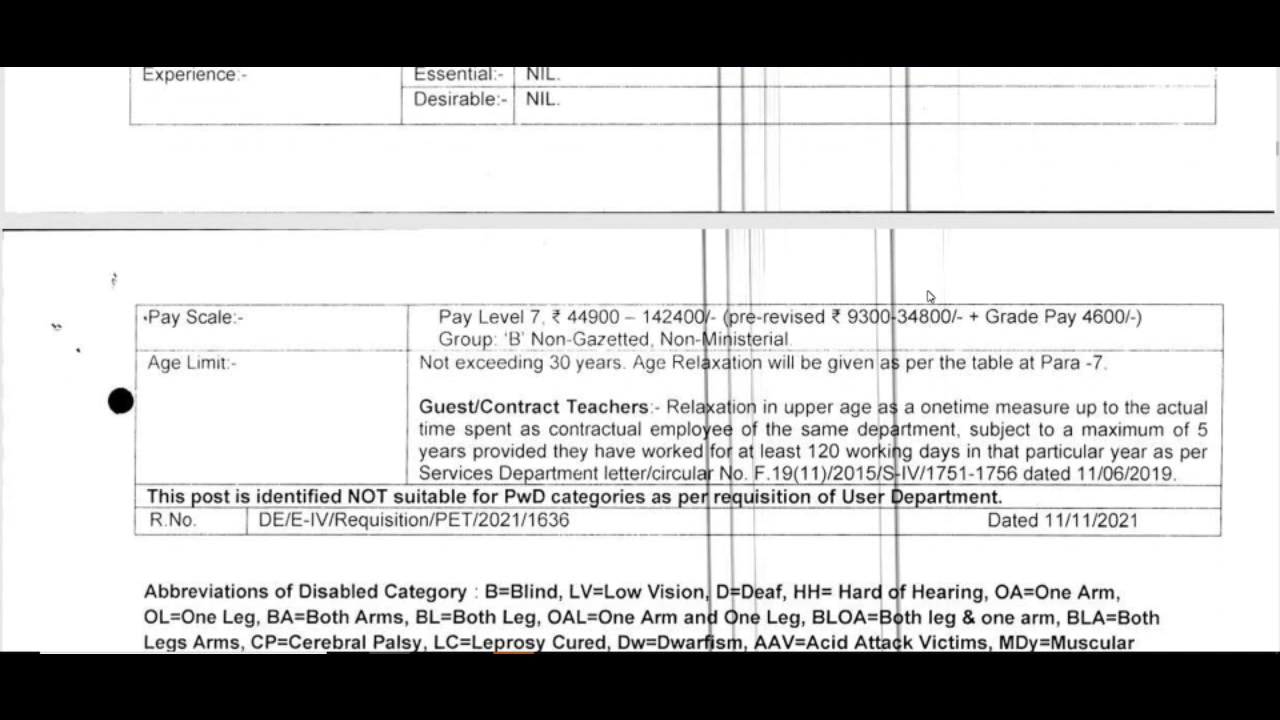 Experience:- Essential:- NIL.
Desirable:- NIL.
Pay Scale:- Pay Level 7, ₹ 44900 – 142400/- (pre-revised ₹ 9300-34800/- + Grade Pay 4600/-)
Group: 'B' Non-Gazetted, Non-Ministerial.
Age Limit:- Not exceeding 30 years. Age Relaxation will be given as per the table at Para -7.
Guest/Contract Teachers:- Relaxation in upper age as a onetime measure up to the actual
time spent as contractual employee of the same department, subject to a maximum of 5
years provided they have worked for at least 120 working days in that particular year as per
Services Department letter/circular No. F.19(11)/2015/S-IV/1751-1756 dated 11/06/2019.
This post is identified NOT suitable for PwD categories as per requisition of User Department.
R.No. DE/E-IV/Requisition/PET/2021/1636 Dated 11/11/2021
Abbreviations of Disabled Category : B=Blind, LV=Low Vision, D=Deaf, HH= Hard of Hearing, OA=One Arm,
OL=One Leg, BA=Both Arms, BL=Both Leg, OAL=One Arm and One Leg, BLOA=Both leg & one arm, BLA=Both
Legs Arms, CP=Cerebral Palsy, LC=Leprosy Cured, Dw=Dwarfism, AAV=Acid Attack Victims, MDy=Muscular